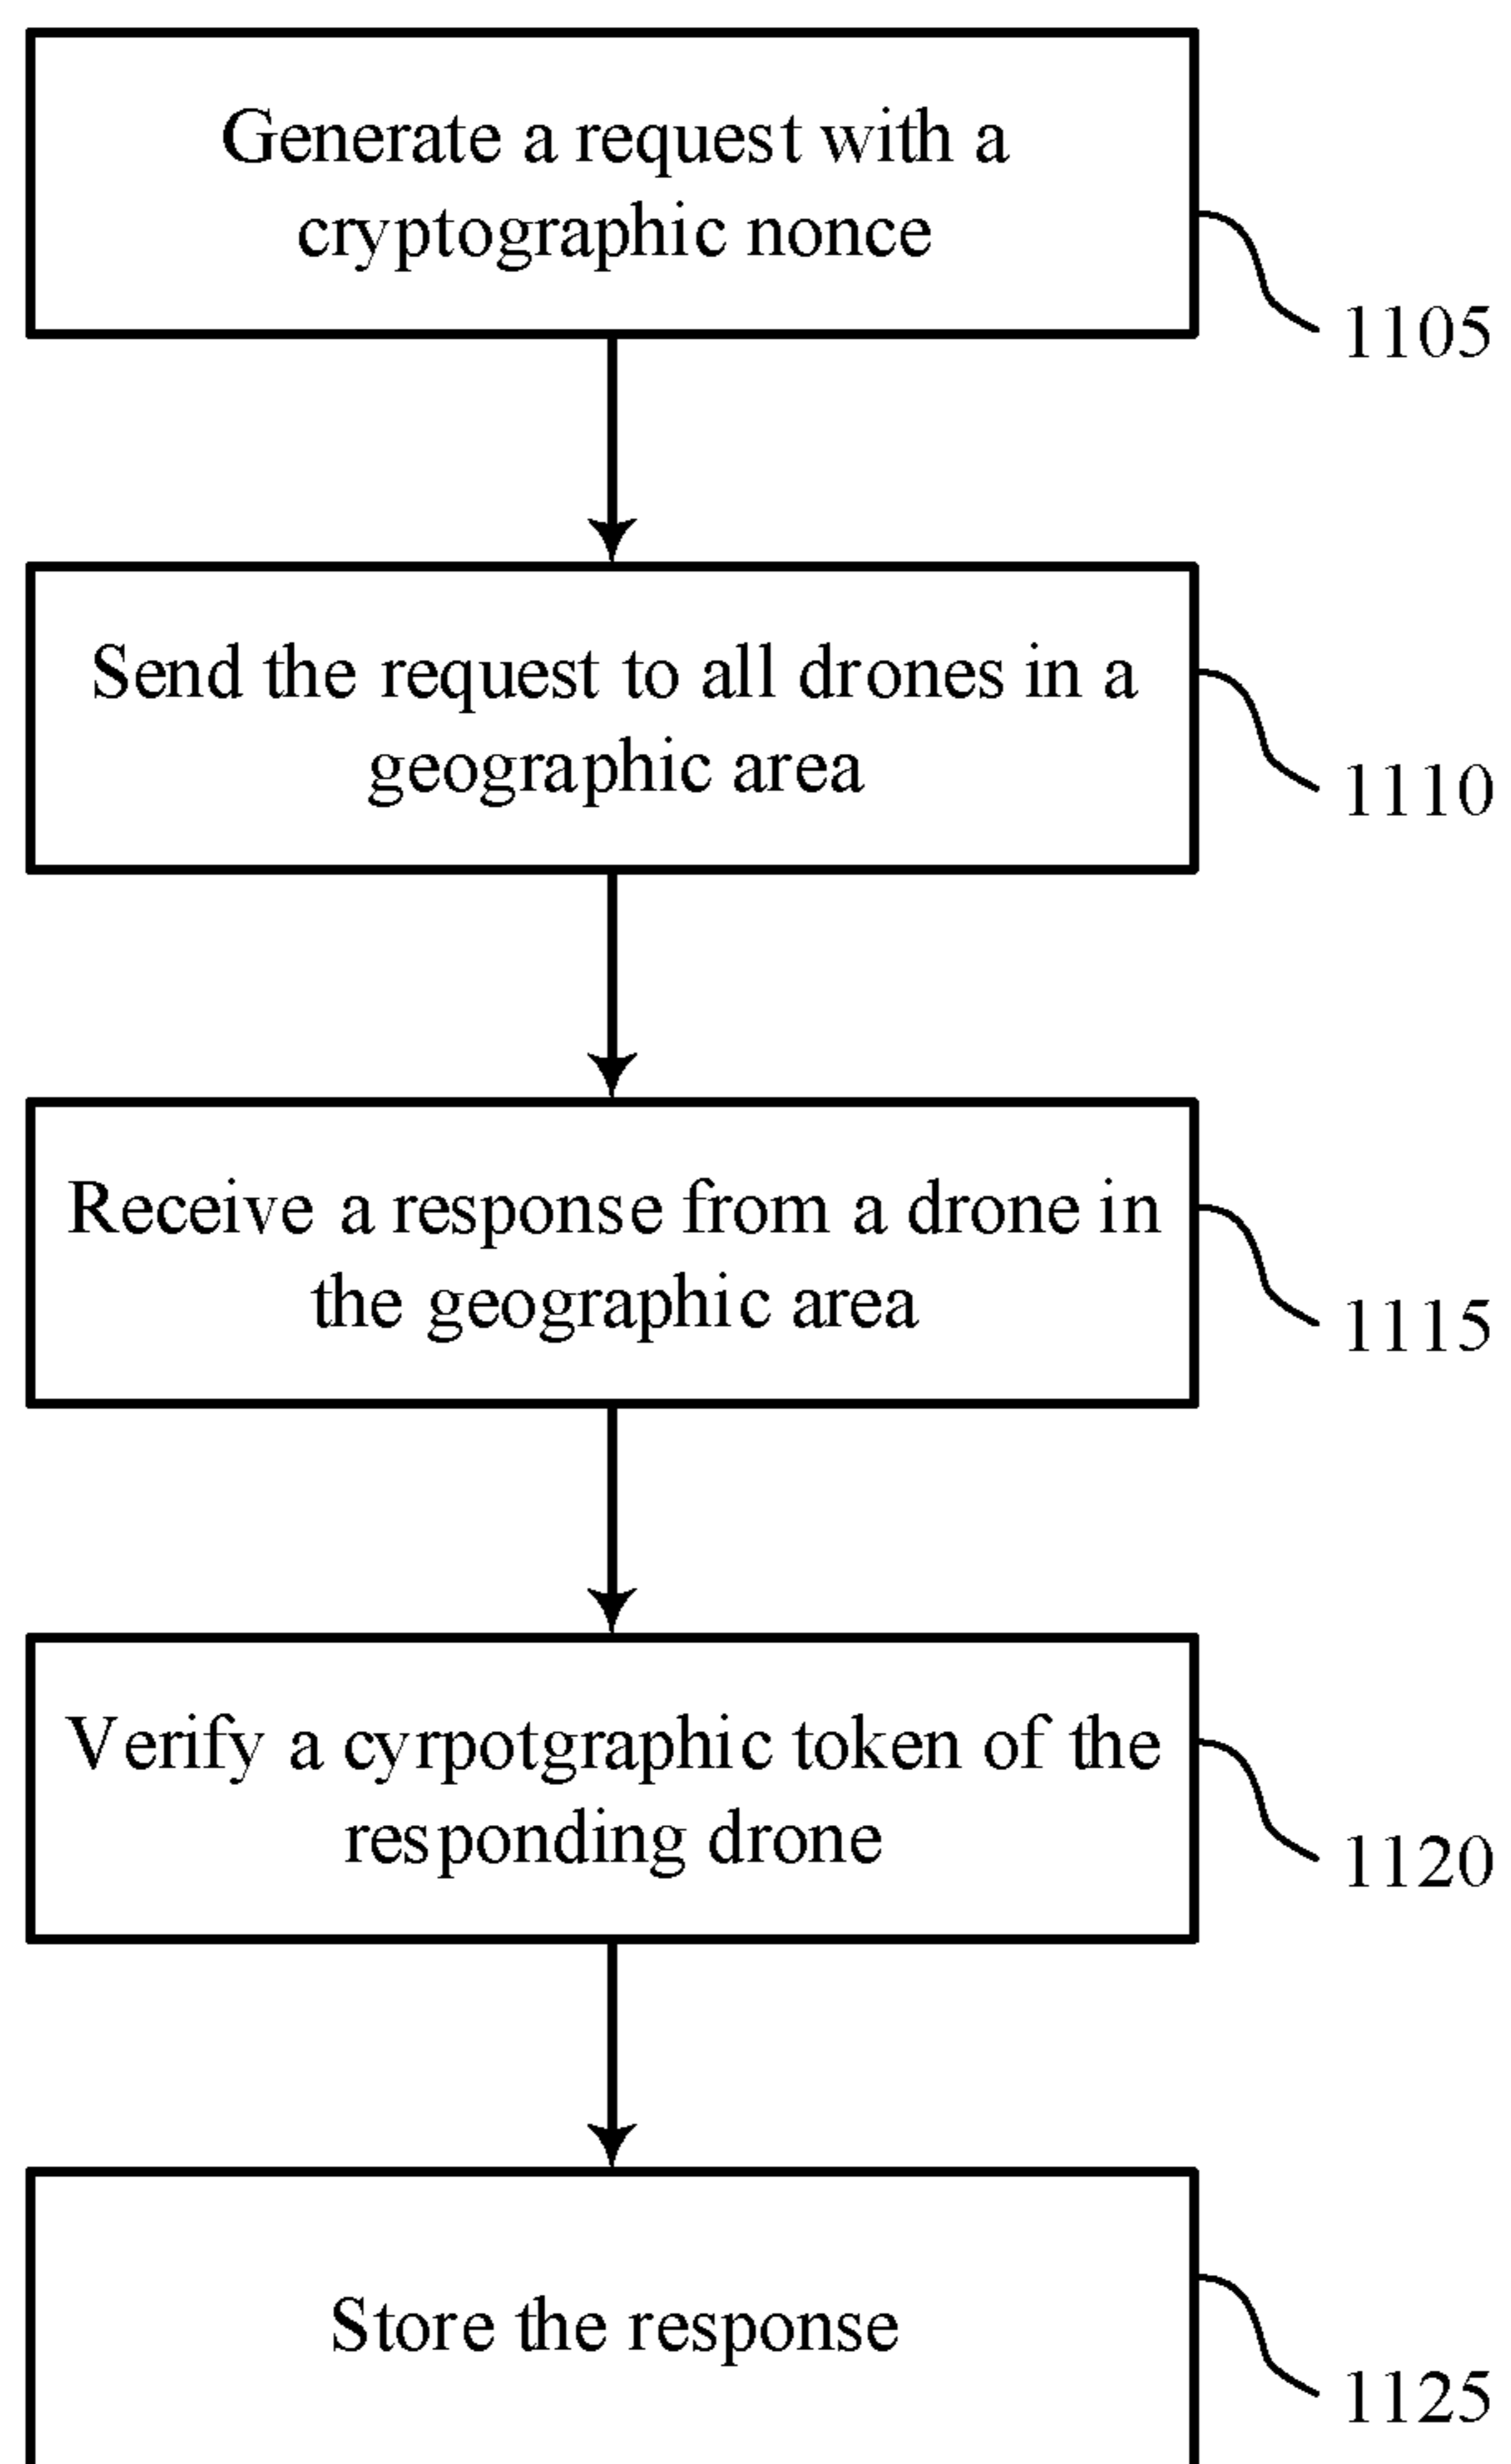 Generate a request with a
cryptographic nonce
1105
Send the request to all drones in a
geographic area
1110
Receive a response from a drone in
the geographic area
1115
Verify a cyrpotgraphic token of the
responding drone
1120
Store the response
1125